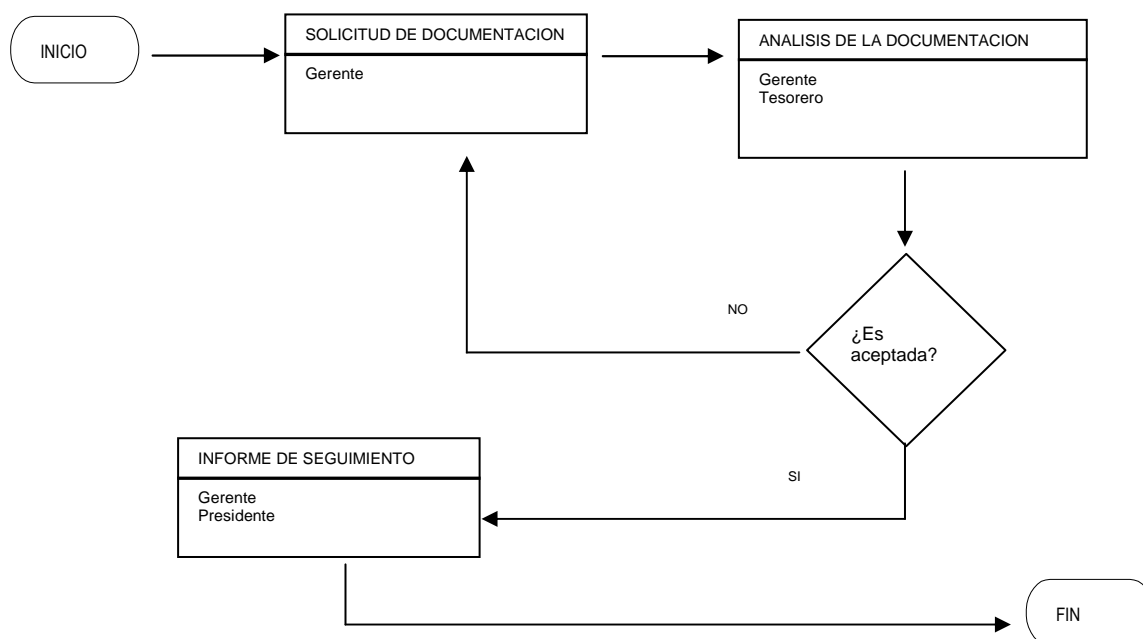 INICIO
SOLICITUD DE DOCUMENTACION
Gerente
ANALISIS DE LA DOCUMENTACION
Gerente
Tesorero
NO
¿Es
aceptada?
INFORME DE SEGUIMIENTO
Gerente
Presidente
SI
FIN